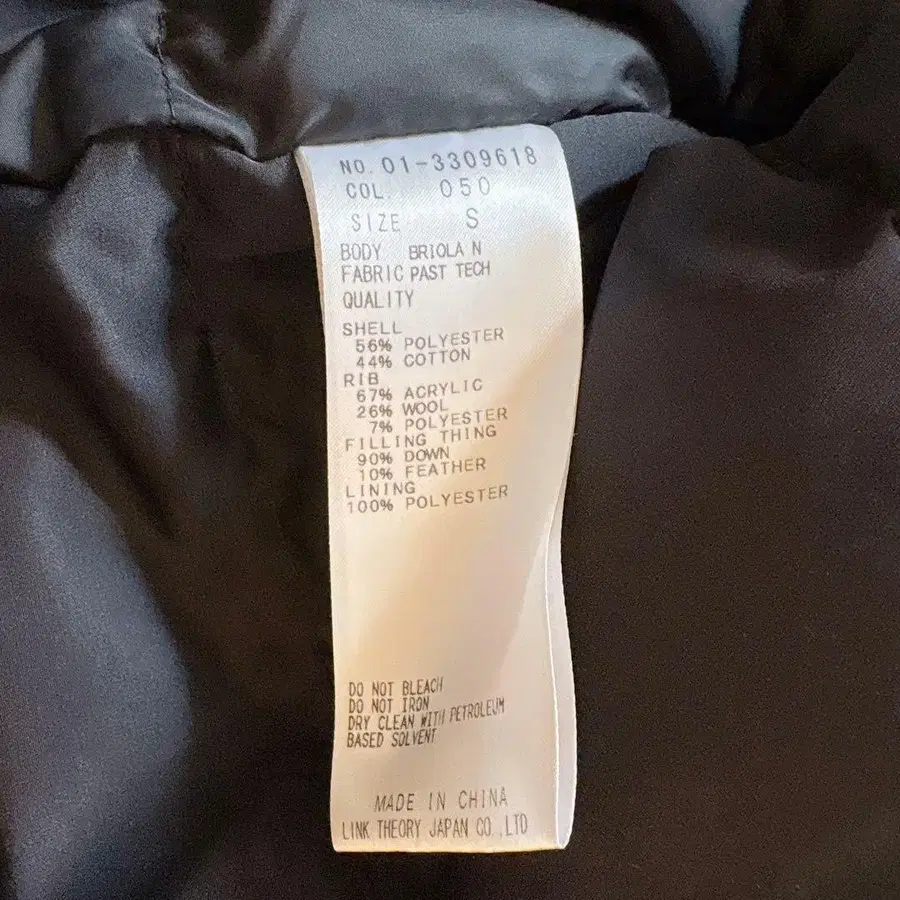 NO. 01-3309618
COL. 050
SIZE S
BODY BRIOLA N
FABRIC PAST TECH
QUALITY
SHELL
56% POLYESTER
44% COTTON
RIB
67% ACRYLIC
26% WOOL
7% POLYESTER
FILLING THING
90% DOWN
10% FEATHER
LINING
100% POLYESTER
DO NOT BLEACH
DO NOT IRON
DRY CLEAN WITH PETROLEUM
BASED SOLVENT
MADE IN CHINA
LINK THEORY JAPAN CO.,LTD